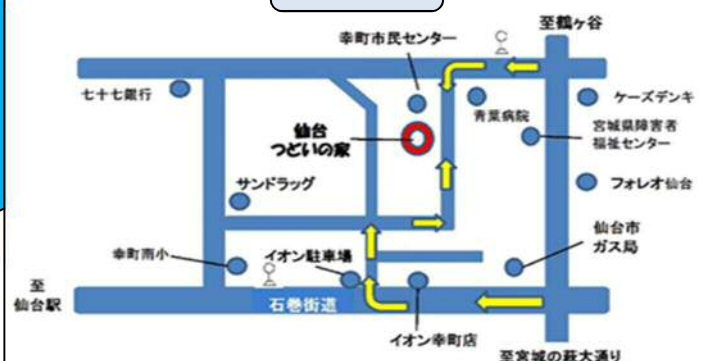 至鶴ヶ谷
幸町市民センター
七十七銀行
ケーズデンキ
青葉病院
宮城県障害者
福祉センター
仙台
つどいの家
サンドラッグ
フォレオ仙台
仙台市
ガス局
幸町南小
イオン駐車場
至
仙台駅
石巻街道
イオン幸町店
至宮城の萩大通り